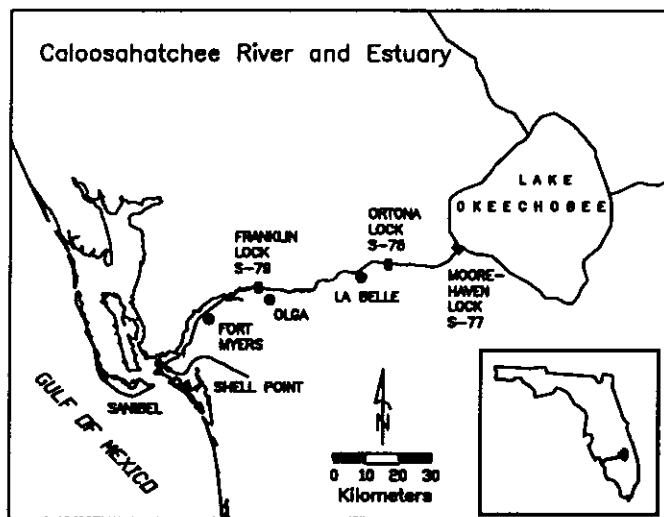 Caloosahatchee River and Estuary
LAKE
OKEECHOBEE
ORTONA
LOCK
S-78
FRANKLIN
LOCK
S-79
MOORE-
HAVEN
LOCK
S-77
LA BELLE
OLGA
FORT
MYERS
SHELL POINT
SANIBEL
GULF OF MEXICO
N
0 10 20 30
Kilometers